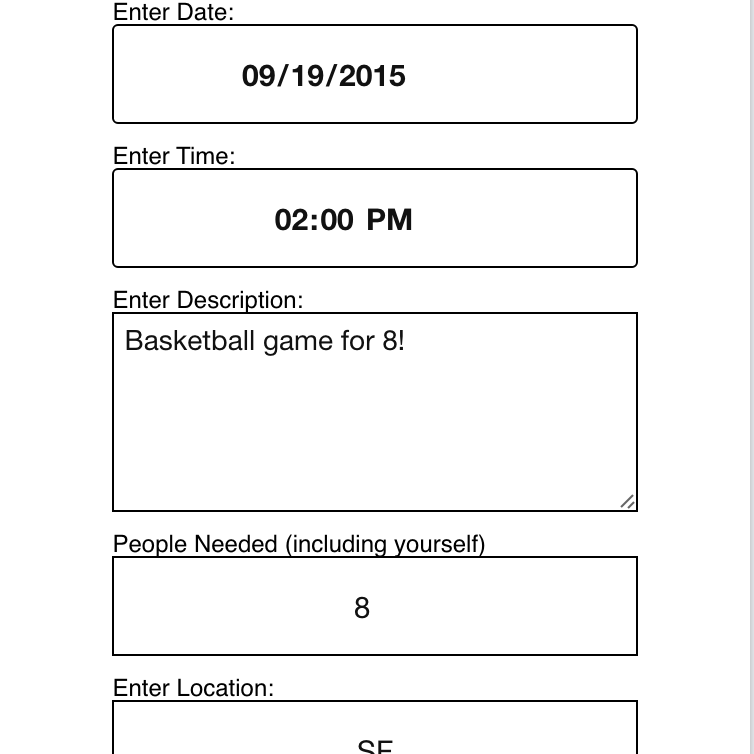 Enter Date:
09/19/2015
Enter Time:
02:00 PM
Enter Description:
Basketball game for 8!
People Needed (including yourself)
8
Enter Location:
SF